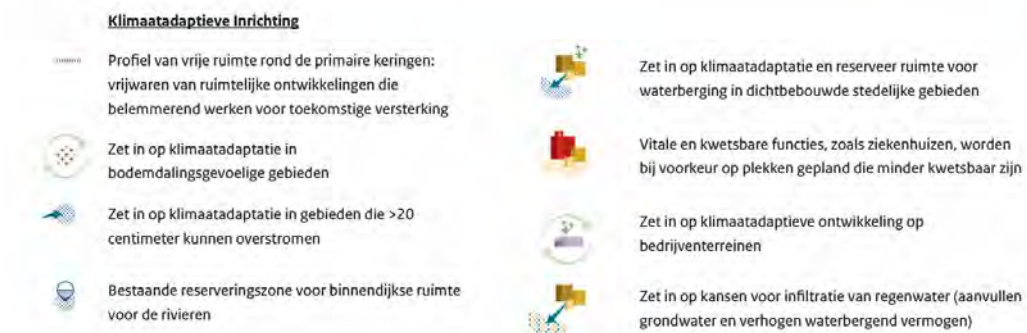 Klimaatadaptieve Inrichting
Profiel van vrije ruimte rond de primaire keringen:
vrijwaren van ruimtelijke ontwikkelingen die
belemmerend werken voor toekomstige versterking
Zet in op klimaatadaptatie in
bodemdalingsgevoelige gebieden
Zet in op klimaatadaptatie in gebieden die >20
centimeter kunnen overstromen
Bestaande reserveringszone voor binnendijkse ruimte
voor de rivieren
Zet in op klimaatadaptatie en reserveer ruimte voor
waterberging in dichtbebouwde stedelijke gebieden
Vitale en kwetsbare functies, zoals ziekenhuizen, worden
bij voorkeur op plekken gepland die minder kwetsbaar zijn
Zet in op klimaatadaptieve ontwikkeling op
bedrijventerreinen
Zet in op kansen voor infiltratie van regenwater (aanvullen
grondwater en verhogen waterbergend vermogen)